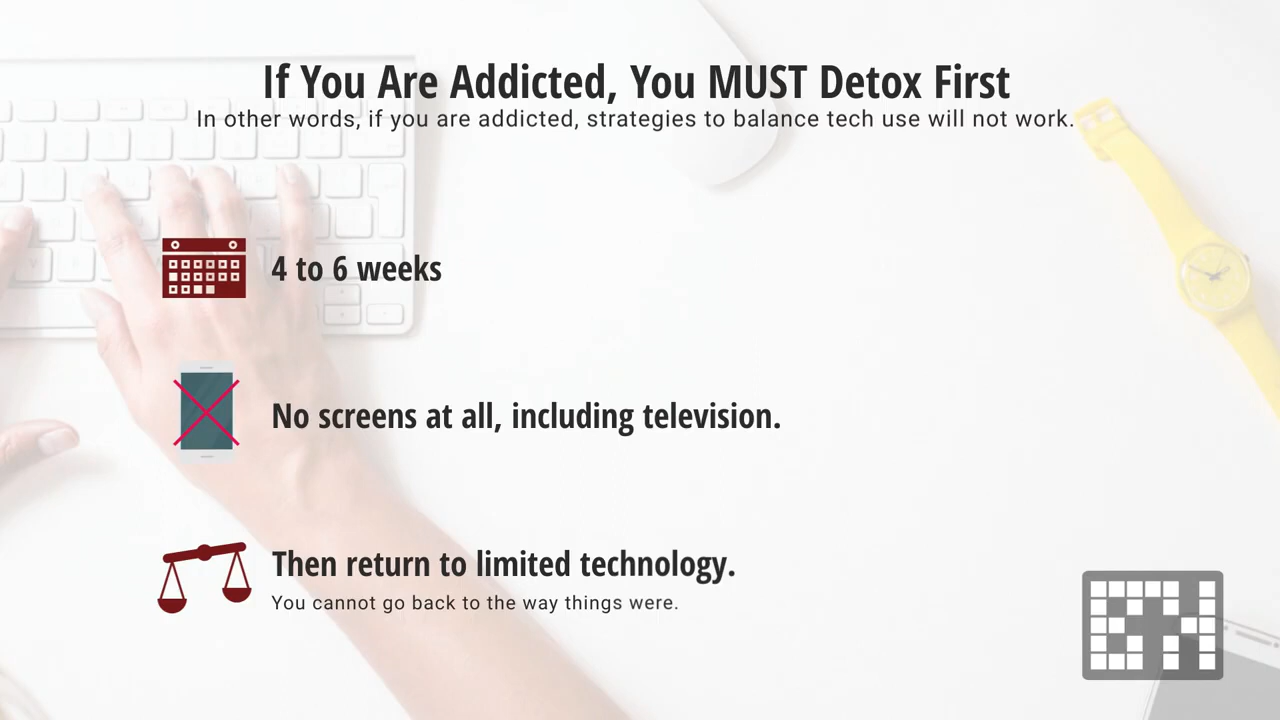 If You Are Addicted, You MUST Detox First
In other words, if you are addicted, strategies to balance tech use will not work.
4 to 6 weeks
No screens at all, including television.
Then return to limited technology.
You cannot go back to the way things were.